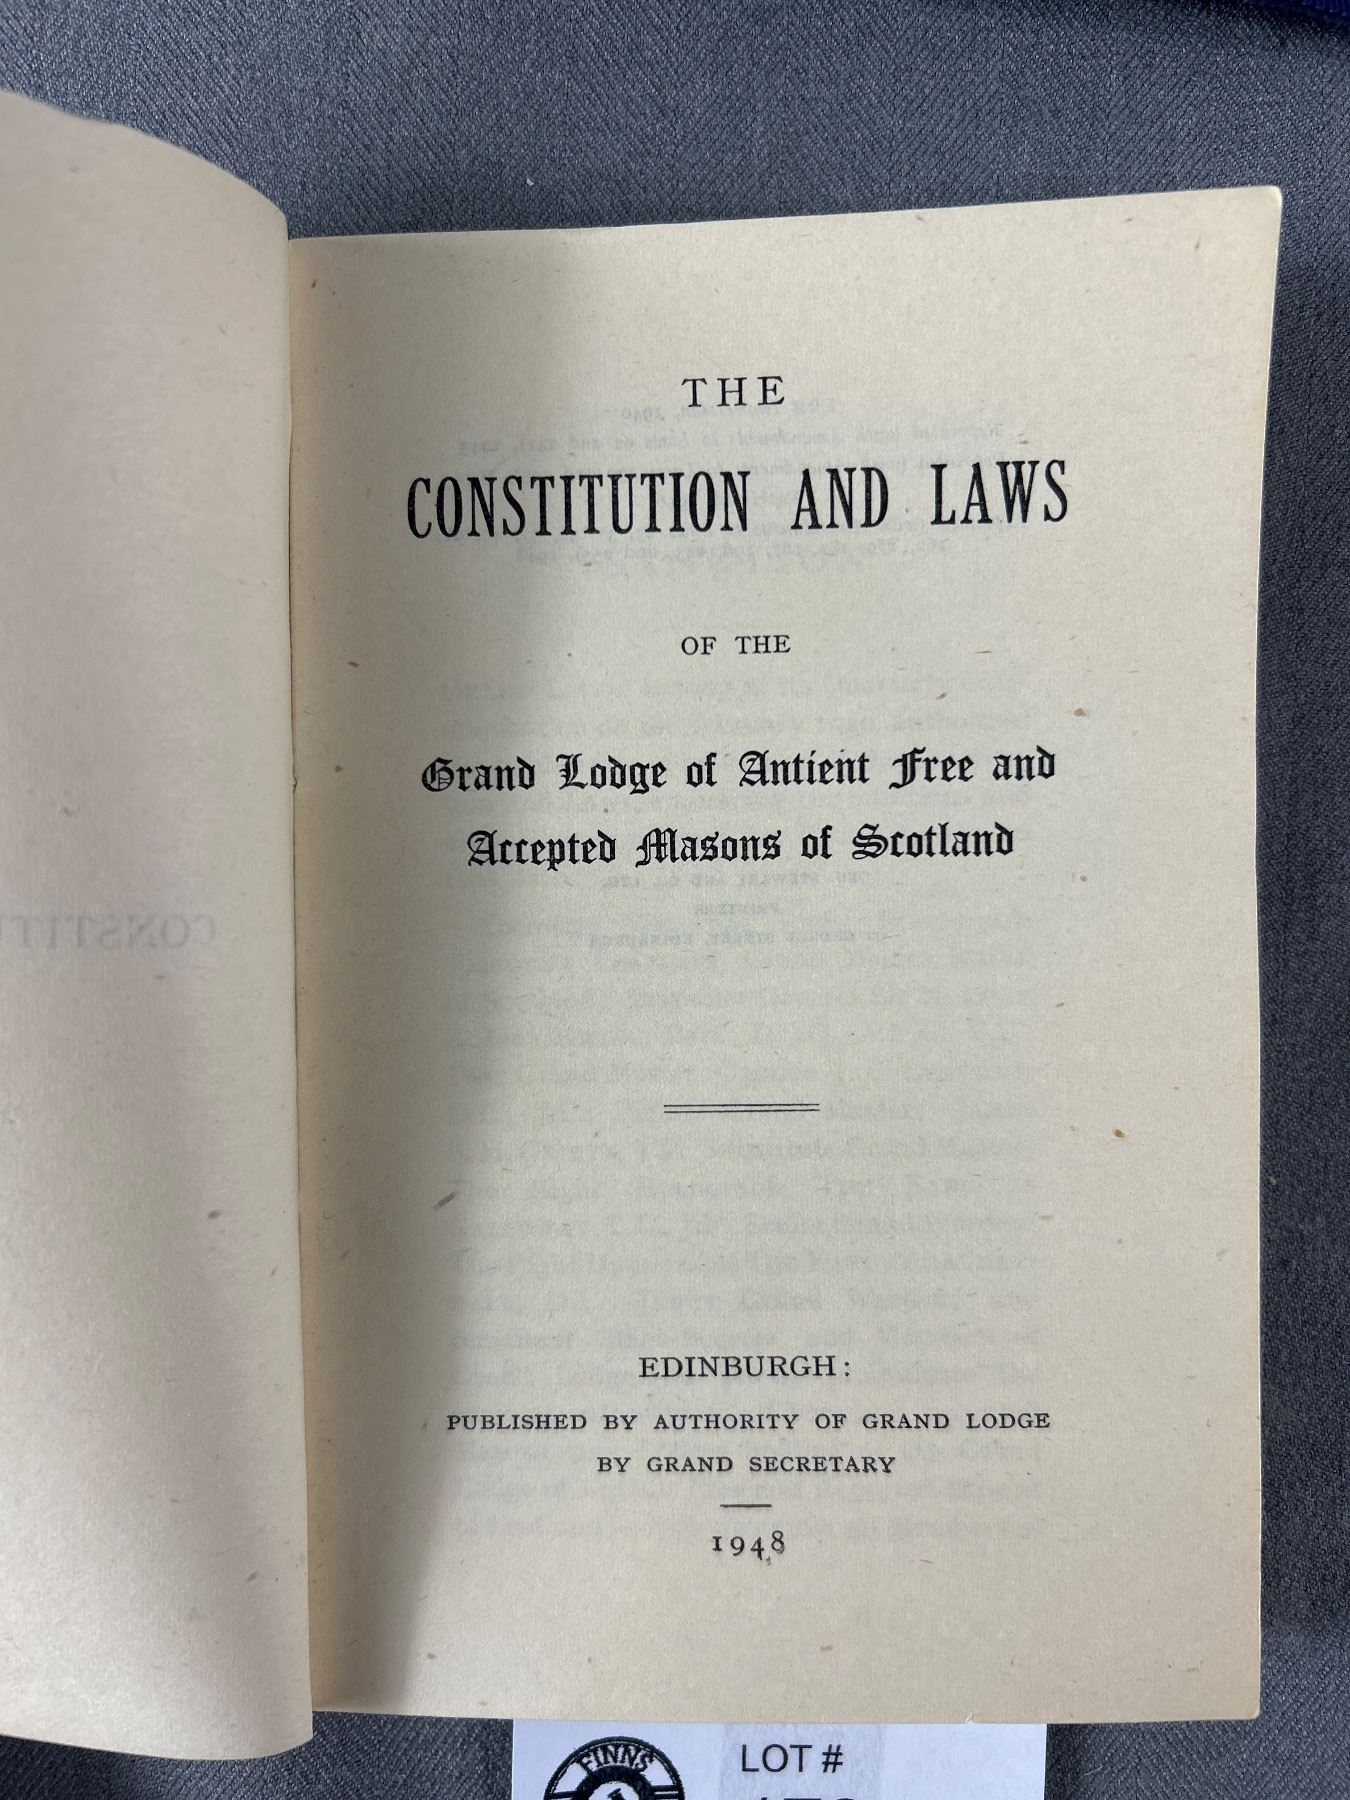 THE
CONSTITUTION AND LAWS
OF THE
Grand Lodge of Antient Free and
Accepted Masons of Scotland
EDINBURGH:
PUBLISHED BY AUTHORITY OF GRAND LODGE
BY GRAND SECRETARY
1948
FINNS
LOT #